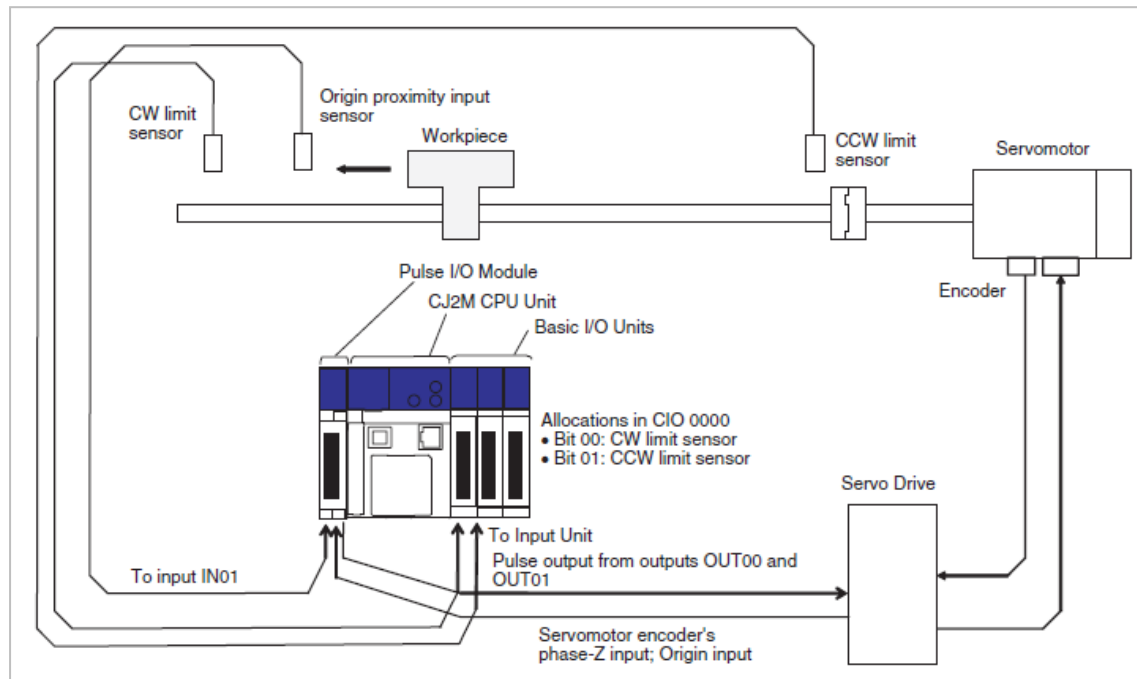 CW limit
sensor
Origin proximity input
sensor
Workpiece
CCW limit
sensor
Servomotor
Pulse I/O Module
CJ2M CPU Unit
Basic I/O Units
Encoder
Allocations in CIO 0000
• Bit 00: CW limit sensor
• Bit 01: CCW limit sensor
Servo Drive
To Input Unit
Pulse output from outputs OUT00 and
OUT01
To input IN01
Servomotor encoder's
phase-Z input; Origin input